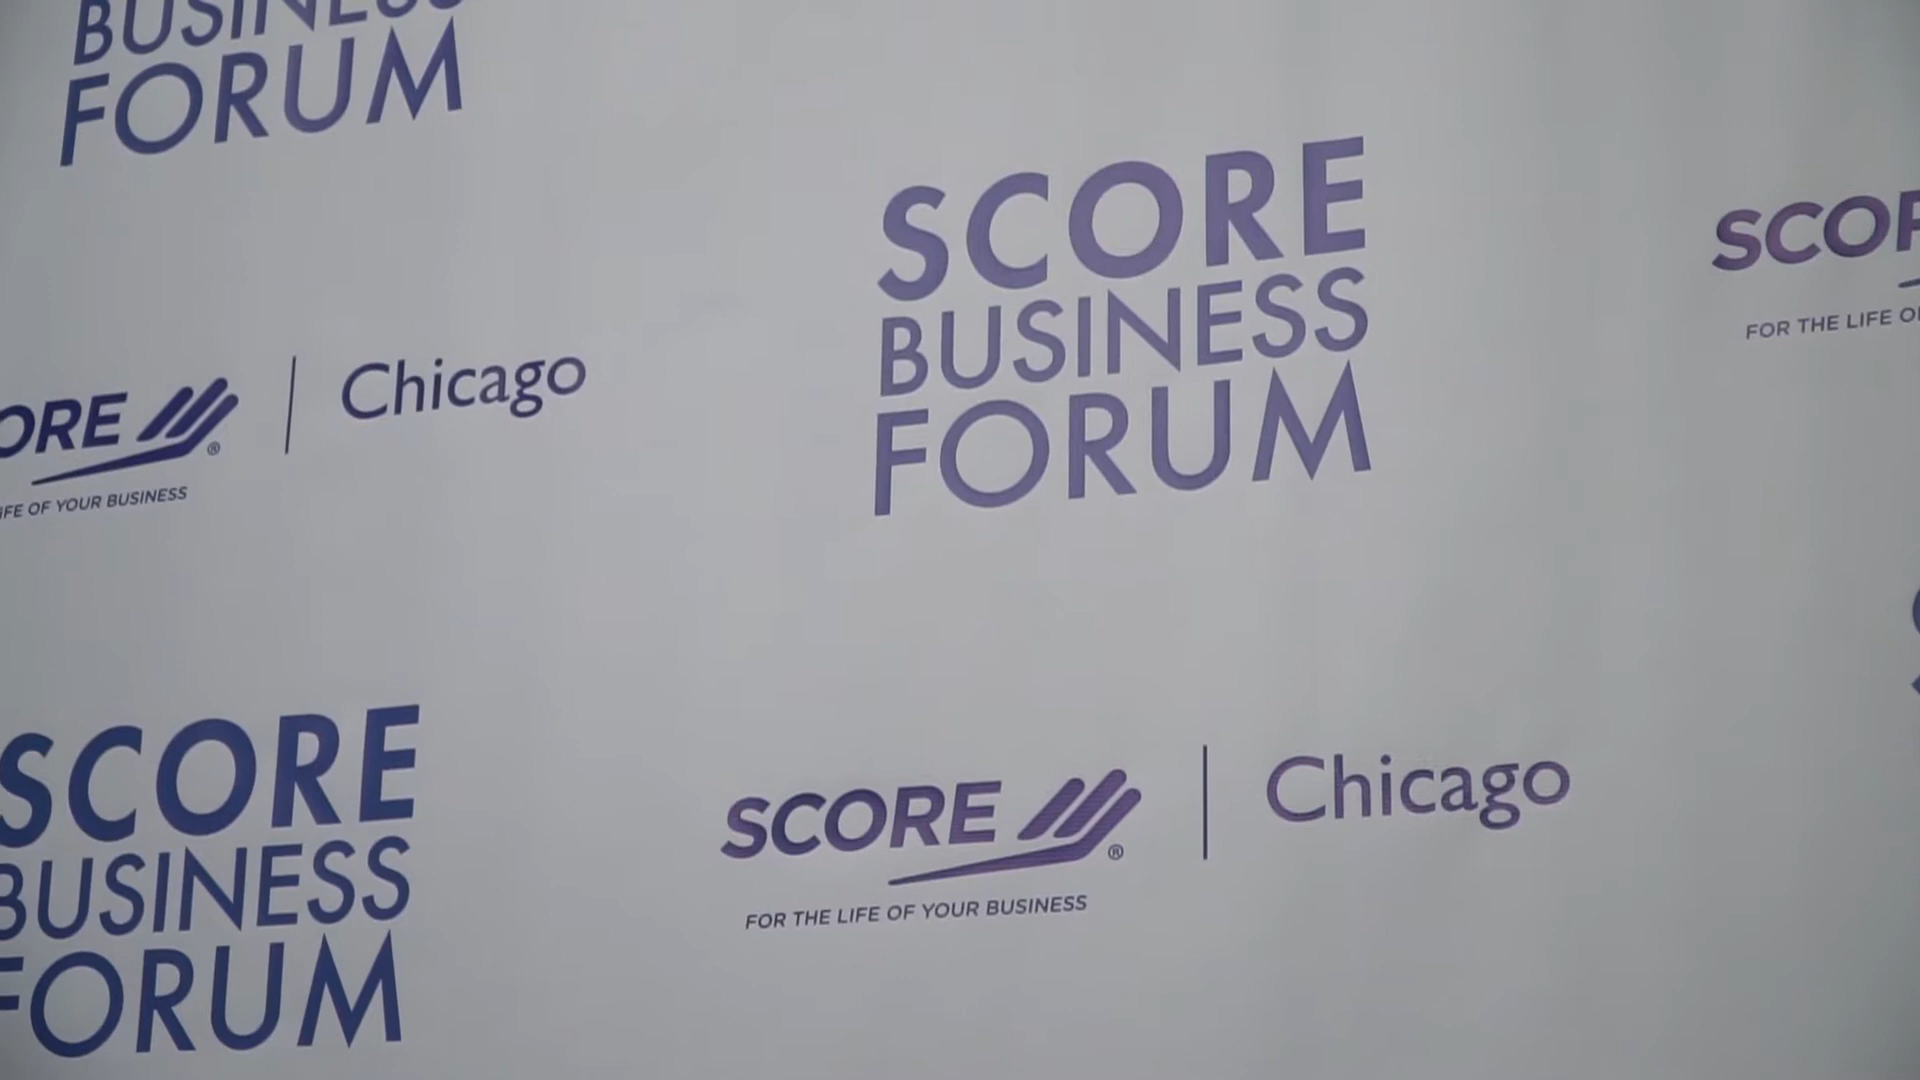 BUSINESS
FORUM
SCORE
BUSINESS
FORUM
SCOR
FOR THE LIFE O
ORE ® | Chicago
IFE OF YOUR BUSINESS
SCORE
BUSINESS
FORUM
SCORE ® | Chicago
FOR THE LIFE OF YOUR BUSINESS